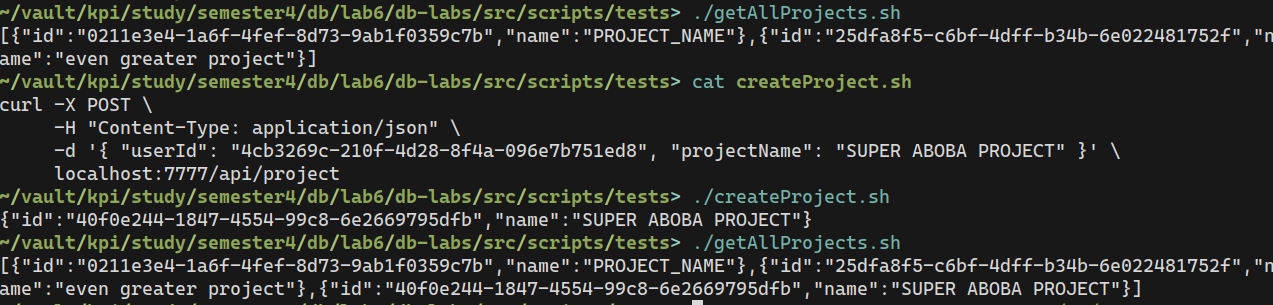 ~/vault/kpi/study/semester4/db/lab6/db-labs/src/scripts/tests> ./getAllProjects.sh
[{"id":"0211e3e4-1a6f-4fef-8d73-9ab1f0359c7b","name":"PROJECT_NAME"},{"id":"25dfa8f5-c6bf-4dff-b34b-6e022481752f","n
ame":"even greater project"}]
~/vault/kpi/study/semester4/db/lab6/db-labs/src/scripts/tests> cat createProject.sh
curl -X POST \
     -H "Content-Type: application/json" \
     -d '{ "userId": "4cb3269c-210f-4d28-8f4a-096e7b751ed8", "projectName": "SUPER ABOBA PROJECT" }' \
     localhost:7777/api/project
~/vault/kpi/study/semester4/db/lab6/db-labs/src/scripts/tests> ./createProject.sh
{"id":"40f0e244-1847-4554-99c8-6e2669795dfb","name":"SUPER ABOBA PROJECT"}
~/vault/kpi/study/semester4/db/lab6/db-labs/src/scripts/tests> ./getAllProjects.sh
[{"id":"0211e3e4-1a6f-4fef-8d73-9ab1f0359c7b","name":"PROJECT_NAME"},{"id":"25dfa8f5-c6bf-4dff-b34b-6e022481752f","n
ame":"even greater project"},{"id":"40f0e244-1847-4554-99c8-6e2669795dfb","name":"SUPER ABOBA PROJECT"}]